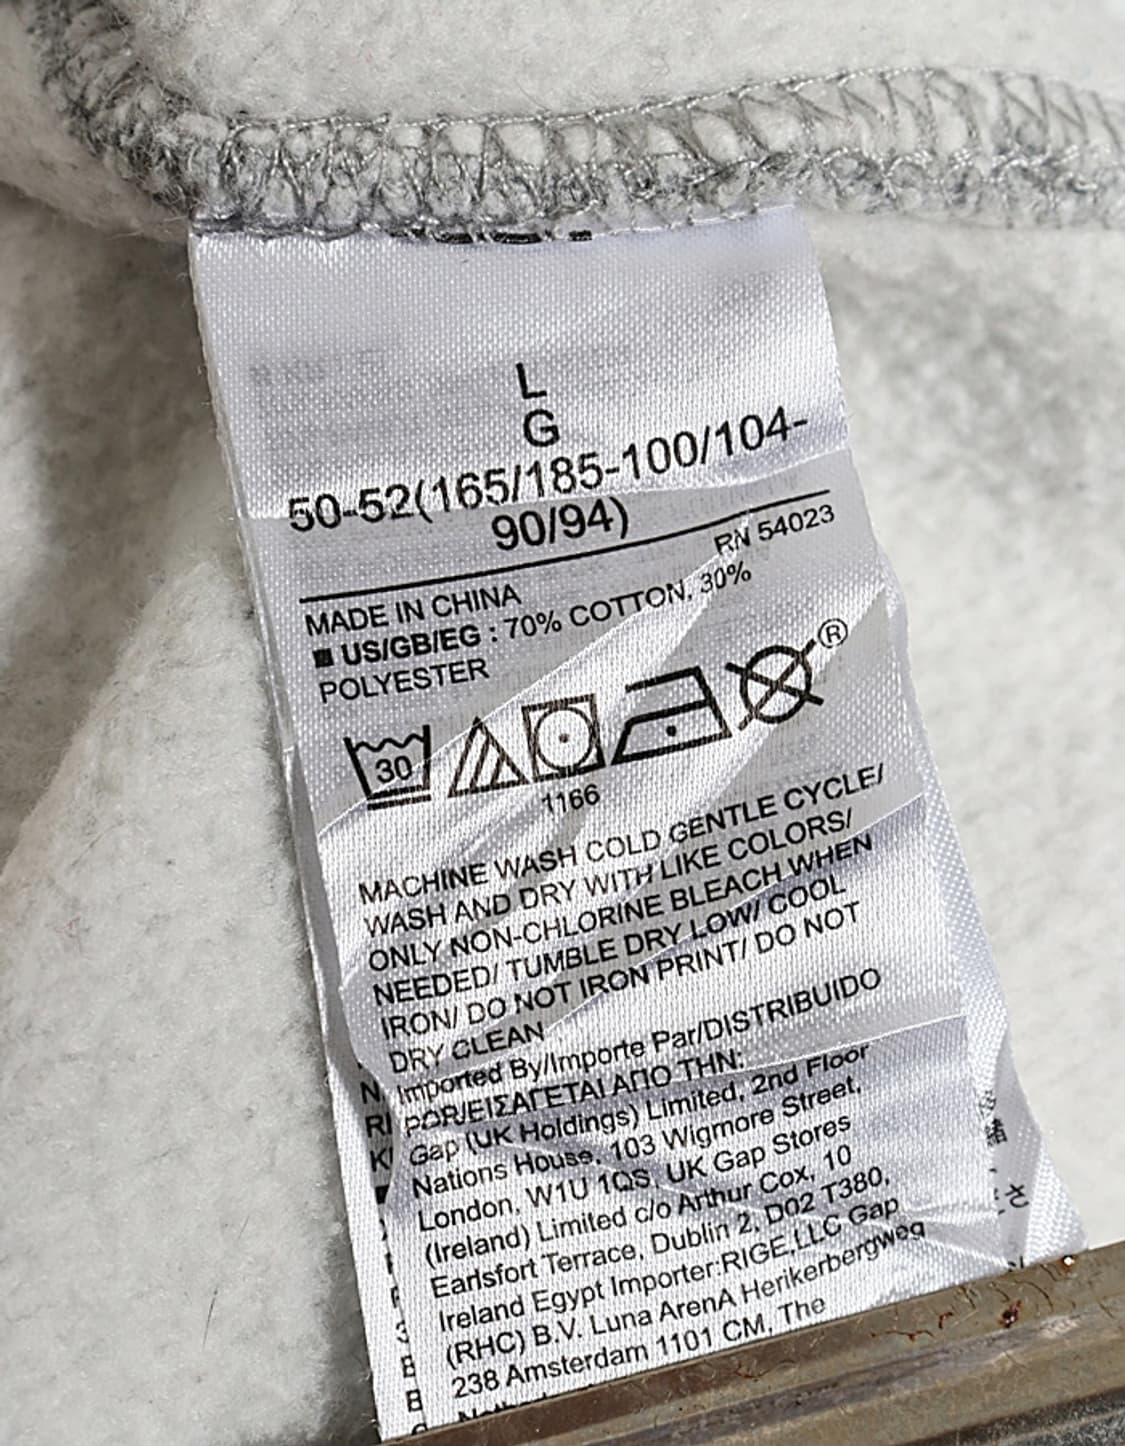 L
G
50-52(165/185-100/104-
90/94)
RN 54023
MADE IN CHINA
■ US/GB/EG : 70% COTTON, 30%
POLYESTER
30
®
1166
MACHINE WASH COLD GENTLE CYCLE/
WASH AND DRY WITH LIKE COLORS/
ONLY NON-CHLORINE BLEACH WHEN
NEEDED/ TUMBLE DRY LOW/ COOL
IRON/ DO NOT IRON PRINT/ DO NOT
DRY CLEAN
Imported By/Importe Par/DISTRIBUIDO
POR/ΕΙΣΑΓΕΤΑΙ ΑΠΟ ΤΗΝ:
Gap (UK Holdings) Limited, 2nd Floor
Nations House, 103 Wigmore Street,
London, W1U 1QS, UK Gap Stores
(Ireland) Limited c/o Arthur Cox, 10
Earlsfort Terrace, Dublin 2, D02 T380,
Ireland Egypt Importer:RIGE,LLC Gap
(RHC) B.V. Luna ArenA Herikerbergweg
238 Amsterdam 1101 CM, The